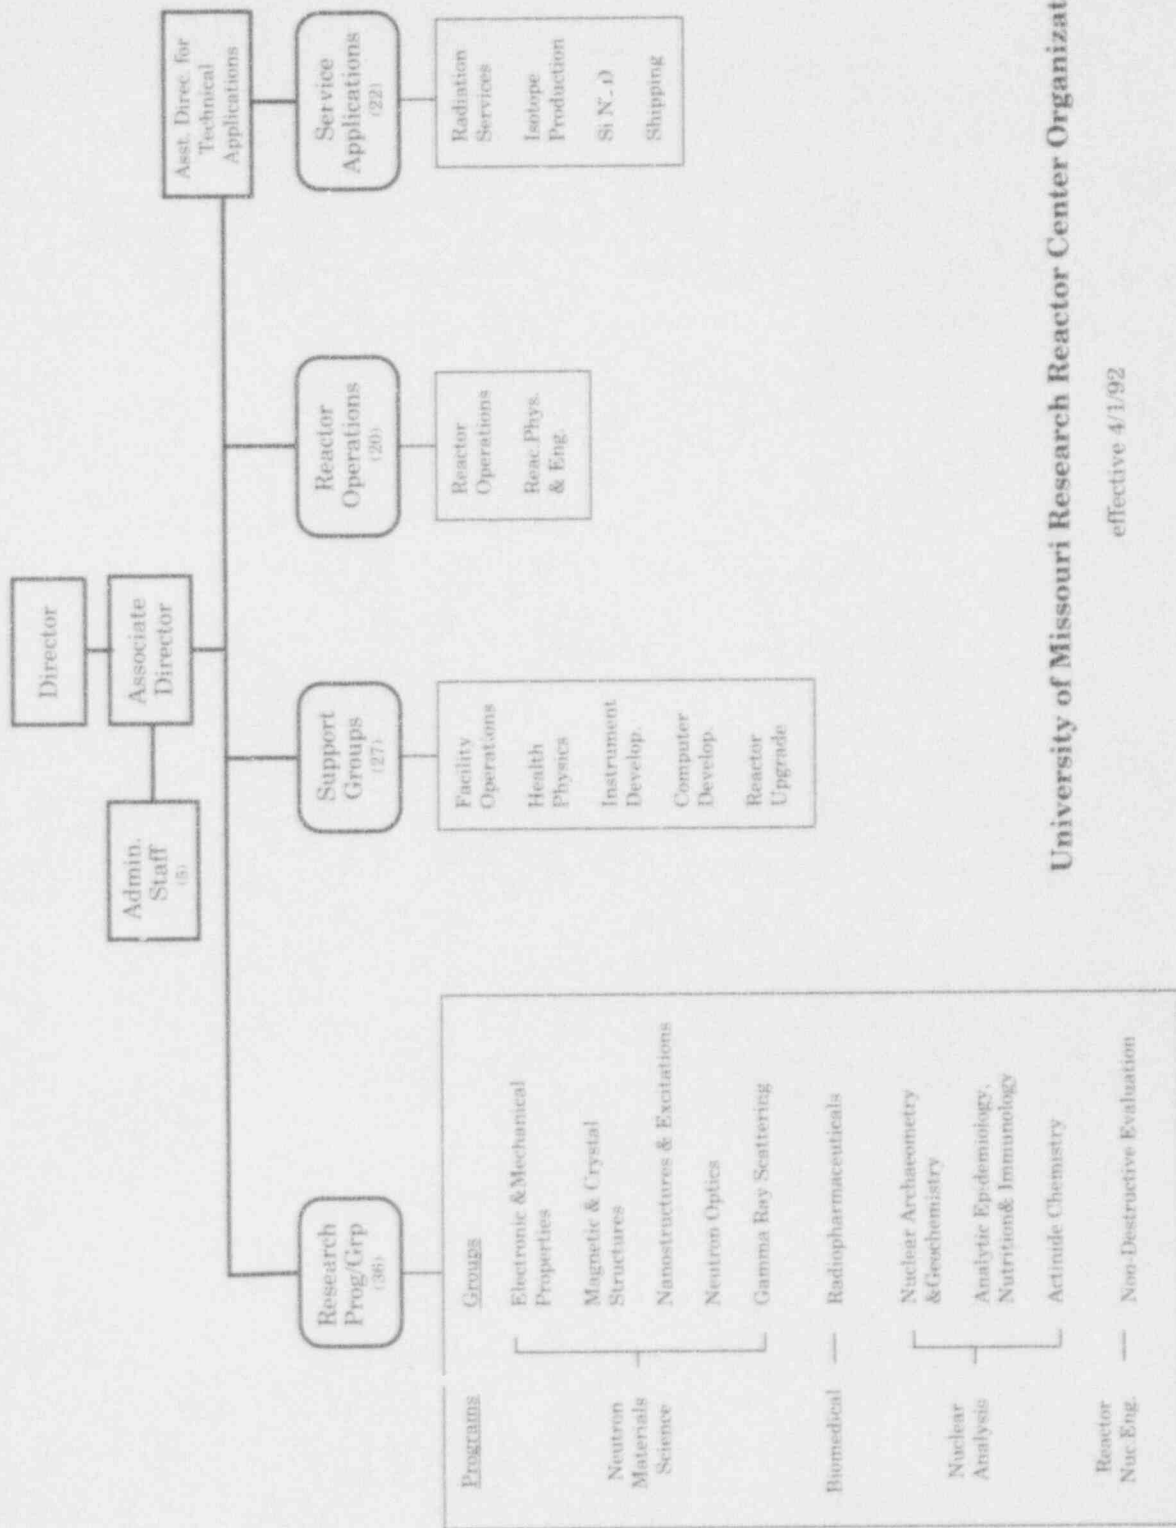 Director
Associate
Director
Admin.
Staff
(5)
Asst. Direc. for
Technical
Applications
Research
Prog/Grp
(36)
Support
Groups
(27)
Reactor
Operations
(20)
Service
Applications
(22)
Programs
Groups
Neutron
Materials
Science
Electronic &Mechanical
Properties
Magnetic & Crystal
Structures
Nanostructures & Excitations
Neutron Optics
Gamma Ray Scattering
Biomedical
Radiopharmaceuticals
Nuclear
Analysis
Nuclear Archaeometry
&Geochemistry
Analytic Epidemiology,
Nutrition& Immunology
Actinide Chemistry
Reactor
Nuc Eng.
Non-Destructive Evaluation
Facility
Operations
Health
Physics
Instrument
Develop.
Computer
Develop.
Reactor
Upgrade
Reactor
Operations
Reac Phys.
& Eng.
Radiation
Services
Isotope
Production
Si
Shipping
University of Missouri Research Reactor Center Organizat
effective 4/1/92